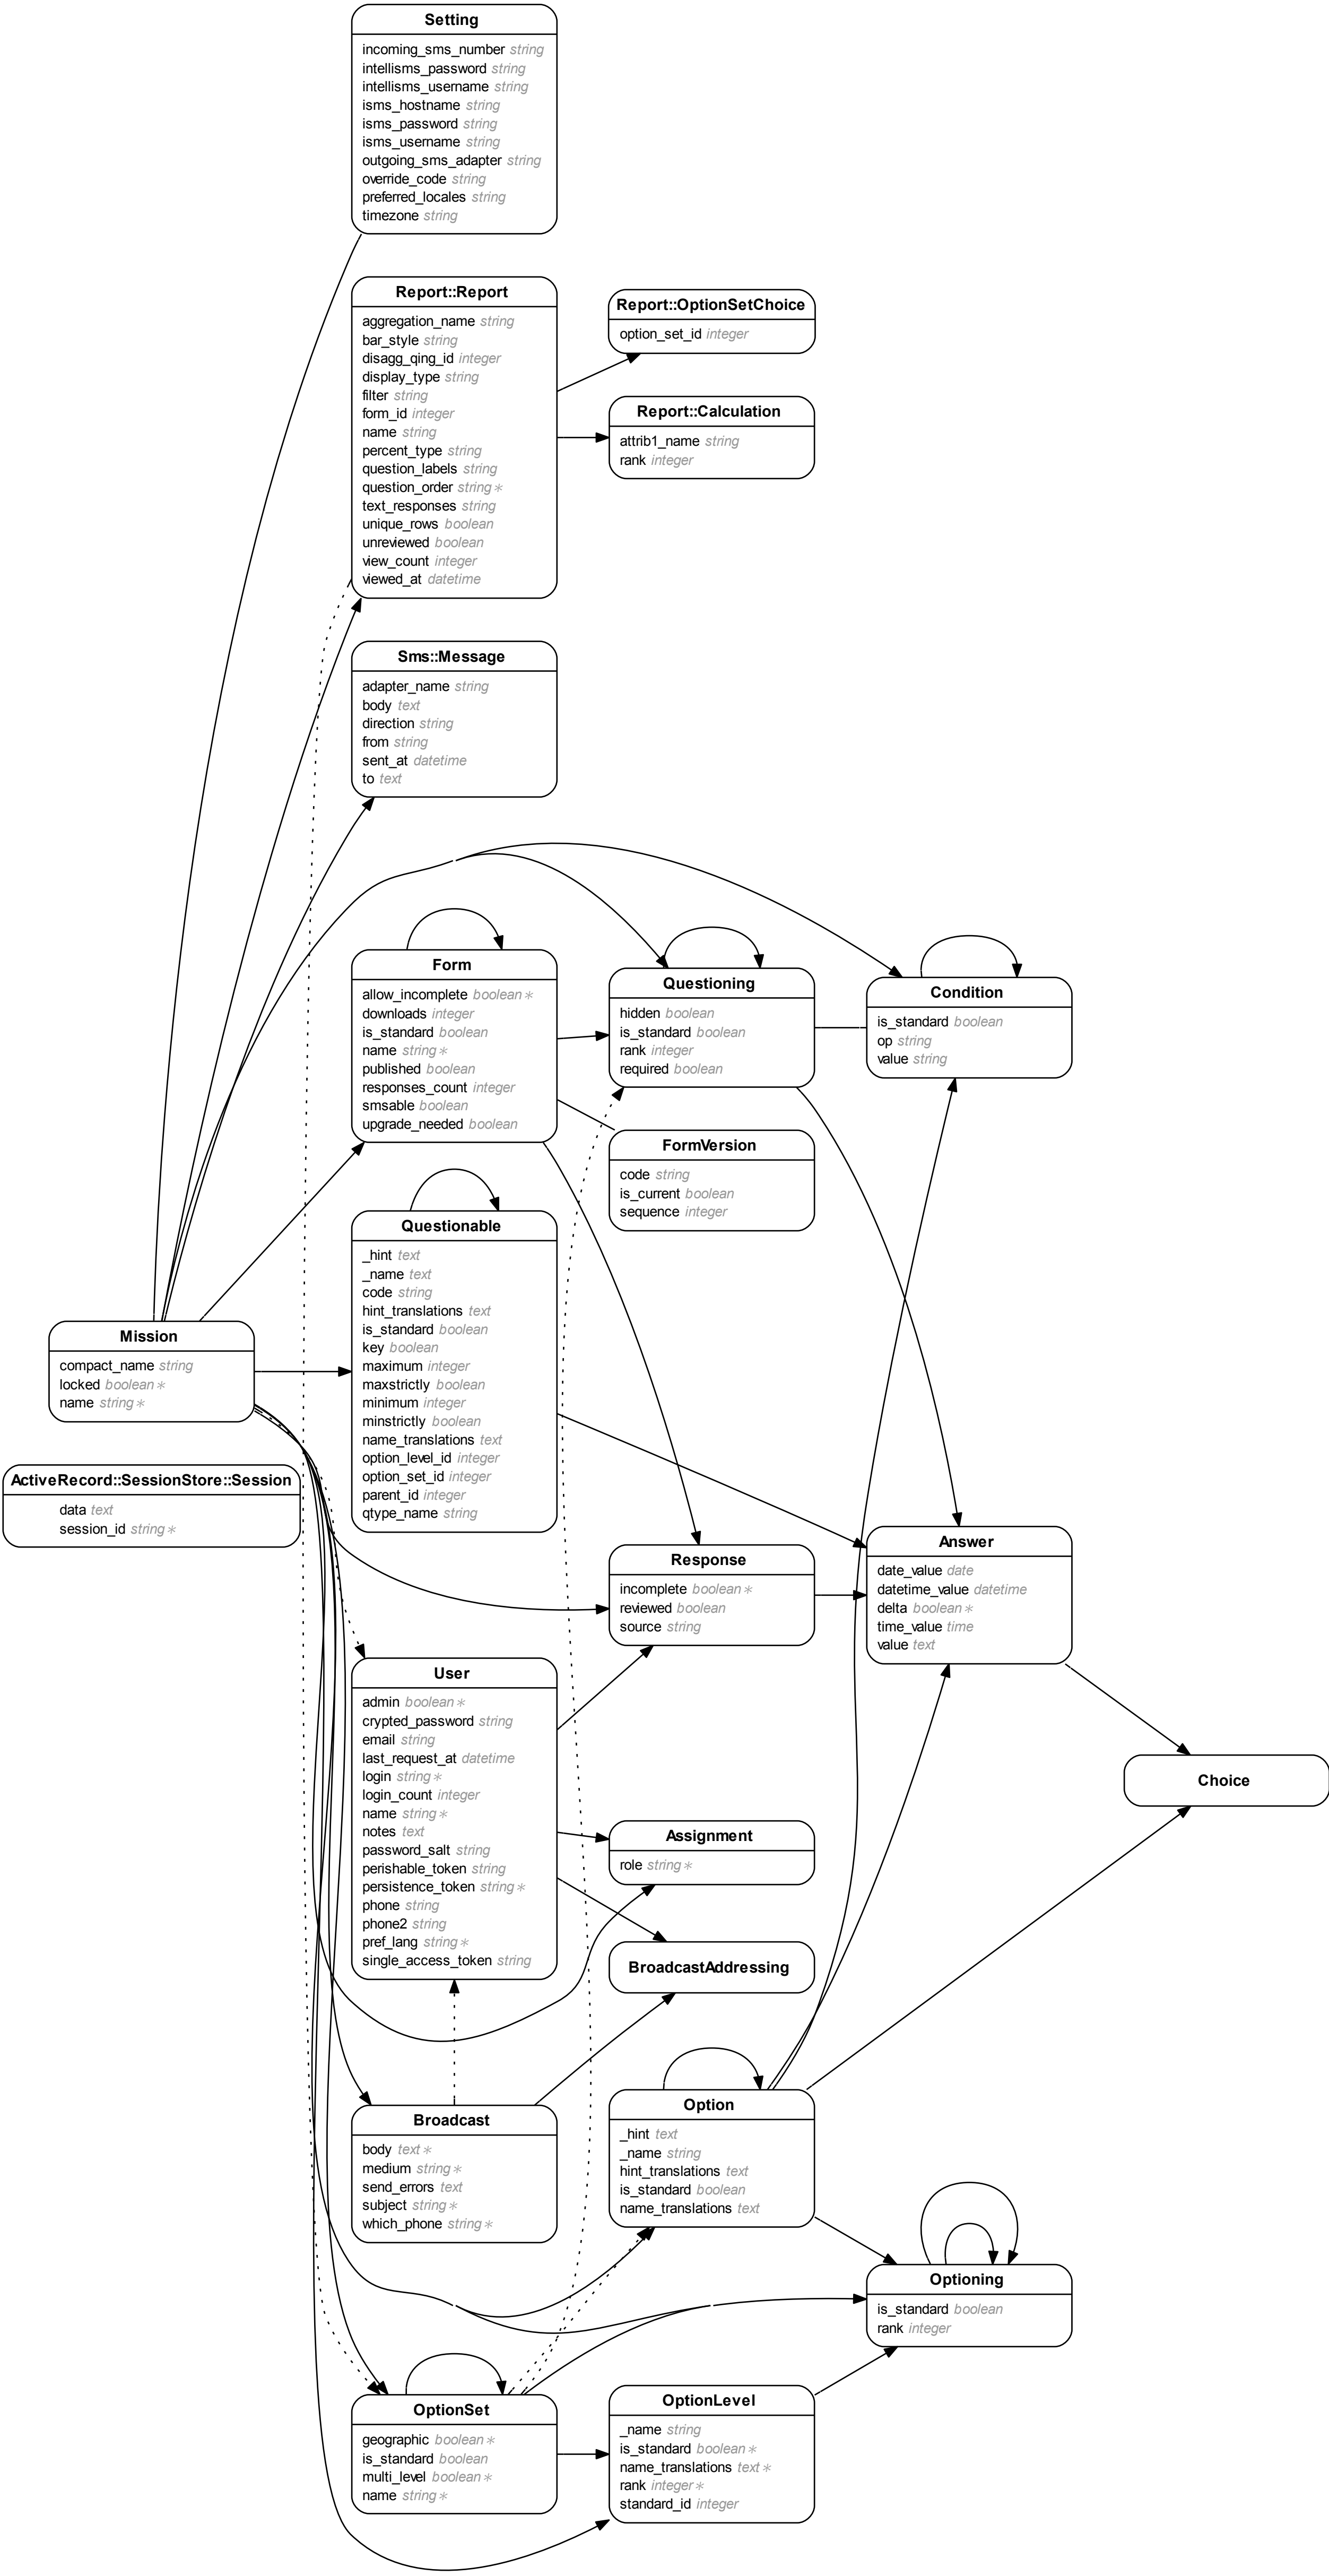 Setting
incoming_sms_number string
intellisms_password string
intellisms_username string
isms_hostname string
isms_password string
isms_username string
outgoing_sms_adapter string
override_code string
preferred_locales string
timezone string
Report::Report
aggregation_name string
bar_style string
disagg_qing_id integer
display_type string
filter string
form_id integer
name string
percent_type string
question_labels string
question_order string ∗
text_responses string
unique_rows boolean
unreviewed boolean
view_count integer
viewed_at datetime
Report::OptionSetChoice
option_set_id integer
Report::Calculation
attrib1_name string
rank integer
Sms::Message
adapter_name string
body text
direction string
from string
sent_at datetime
to text
Form
allow_incomplete boolean ∗
downloads integer
is_standard boolean
name string ∗
published boolean
responses_count integer
smsable boolean
upgrade_needed boolean
Questioning
hidden boolean
is_standard boolean
rank integer
required boolean
Condition
is_standard boolean
op string
value string
FormVersion
code string
is_current boolean
sequence integer
Questionable
_hint text
_name text
code string
hint_translations text
is_standard boolean
key boolean
maximum integer
maxstrictly boolean
minimum integer
minstrictly boolean
name_translations text
option_level_id integer
option_set_id integer
parent_id integer
qtype_name string
Mission
compact_name string
locked boolean ∗
name string ∗
ActiveRecord::SessionStore::Session
data text
session_id string ∗
Response
incomplete boolean ∗
reviewed boolean
source string
Answer
date_value date
datetime_value datetime
delta boolean ∗
time_value time
value text
User
admin boolean ∗
crypted_password string
email string
last_request_at datetime
login string ∗
login_count integer
name string ∗
notes text
password_salt string
perishable_token string
persistence_token string ∗
phone string
phone2 string
pref_lang string ∗
single_access_token string
Choice
Assignment
role string ∗
BroadcastAddressing
Broadcast
body text ∗
medium string ∗
send_errors text
subject string ∗
which_phone string ∗
Option
_hint text
_name string
hint_translations text
is_standard boolean
name_translations text
Optioning
is_standard boolean
rank integer
OptionSet
geographic boolean ∗
is_standard boolean
multi_level boolean ∗
name string ∗
OptionLevel
_name string
is_standard boolean ∗
name_translations text ∗
rank integer ∗
standard_id integer